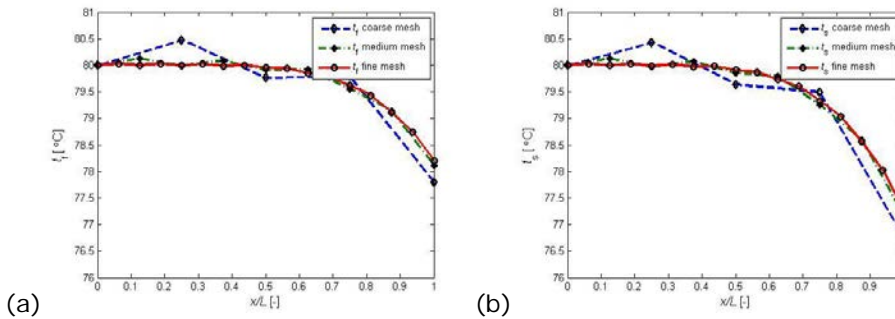 81
80.5
80
79.5
79
78.5
78
77.5
77
76.5
76
t_f [ °C]
0 0.1 0.2 0.3 0.4 0.5 0.6 0.7 0.8 0.9 1
x/L [-]
t_f coarse mesh
t_f medium mesh
t_f fine mesh
(a)
81
80.5
80
79.5
79
78.5
78
77.5
77
76.5
76
t_s [ °C]
0 0.1 0.2 0.3 0.4 0.5 0.6 0.7 0.8 0.9
x/L [-]
t_s coarse mesh
t_s medium mesh
t_s fine mesh
(b)